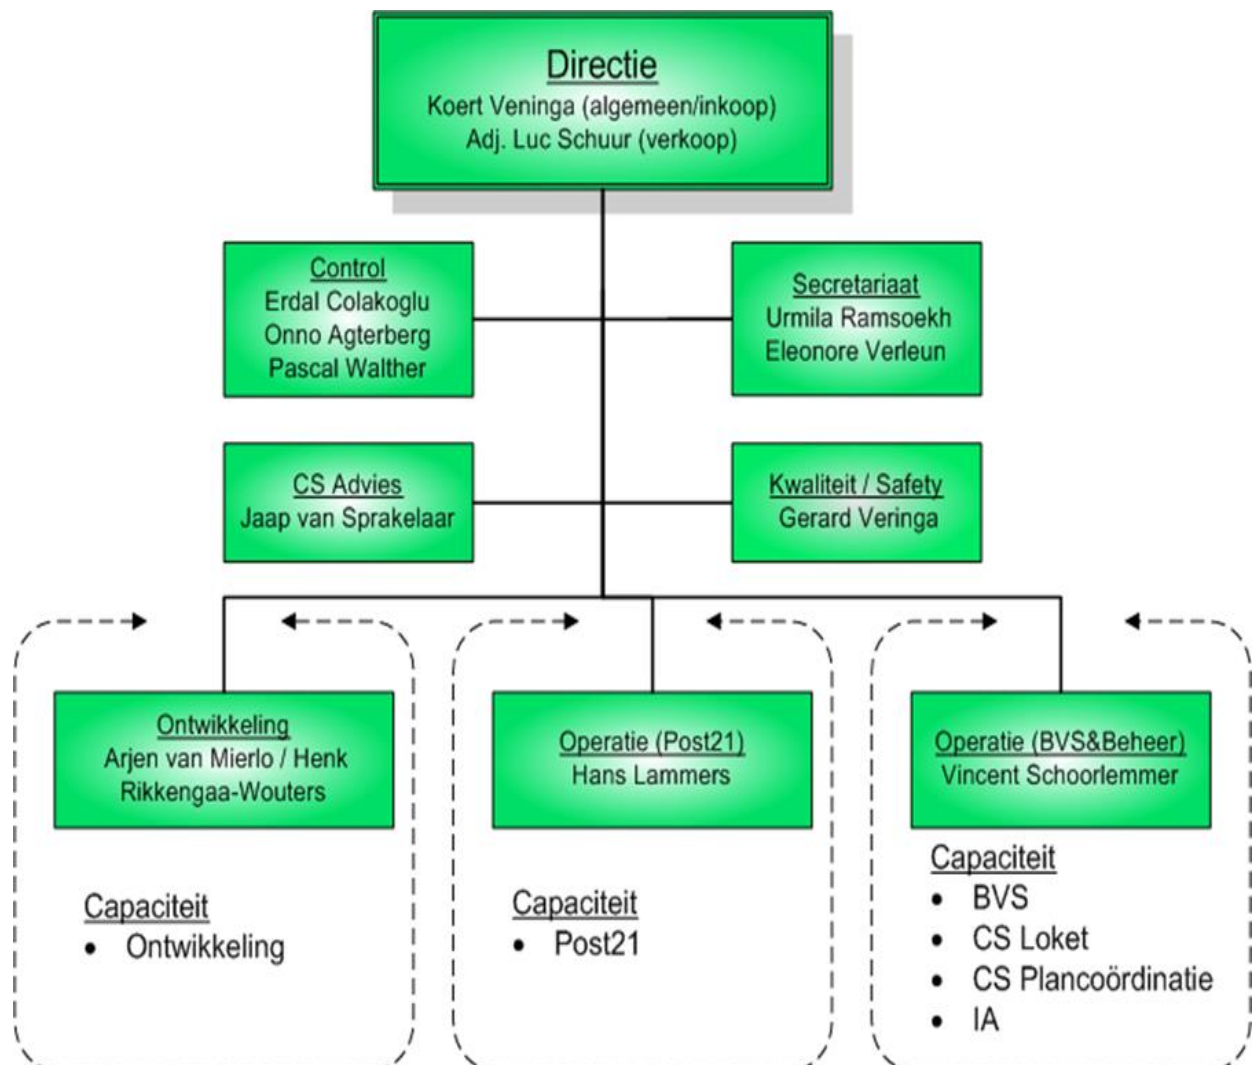 Directie
Koert Veninga (algemeen/inkoop)
Adj. Luc Schuur (verkoop)
Control
Erdal Colakoglu
Onno Agterberg
Pascal Walther
Secretariaat
Urmila Ramsoekh
Eleonore Verleun
CS Advies
Jaap van Sprakelaar
Kwaliteit / Safety
Gerard Veringa
Ontwikkeling
Arjen van Mierlo / Henk
Rikkengaa-Wouters
Operatie (Post21)
Hans Lammers
Operatie (BVS&Beheer)
Vincent Schoorlemmer
Capaciteit
• Ontwikkeling
Capaciteit
• Post21
Capaciteit
• BVS
• CS Loket
• CS Plancoördinatie
• IA